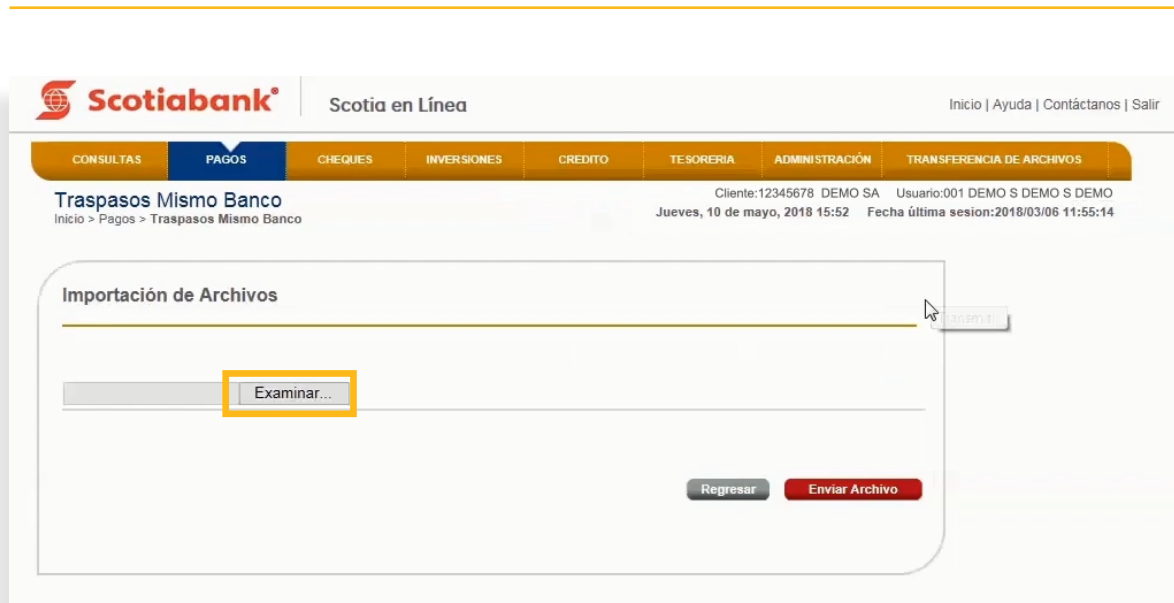 Scotiabank®
Scotia en Línea
Inicio | Ayuda | Contáctanos | Salir
CONSULTAS PAGOS CHEQUES INVERSIONES CREDITO TESORERIA ADMINISTRACIÓN TRANSFERENCIA DE ARCHIVOS
Traspasos Mismo Banco
Cliente:12345678 DEMO SA Usuario:001 DEMO S DEMO S DEMO
Inicio > Pagos > Traspasos Mismo Banco
Jueves, 10 de mayo, 2018 15:52 Fecha última sesion:2018/03/06 11:55:14
Importación de Archivos
Examinar...
Regresar Enviar Archivo